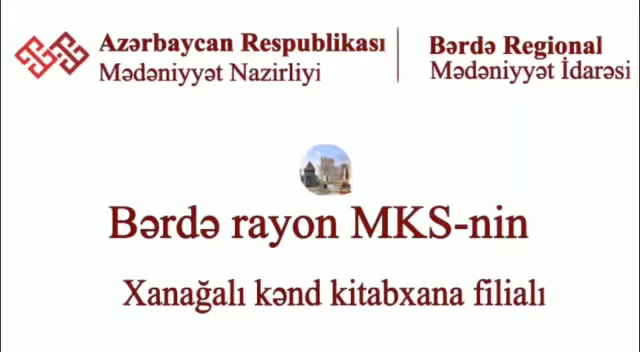 Azərbaycan Respublikası
Mədəniyyət Nazirliyi
Bərdə Regional
Mədəniyyət İdarəsi
Bərdə rayon MKS-nin
Xanağalı kənd kitabxana filialı